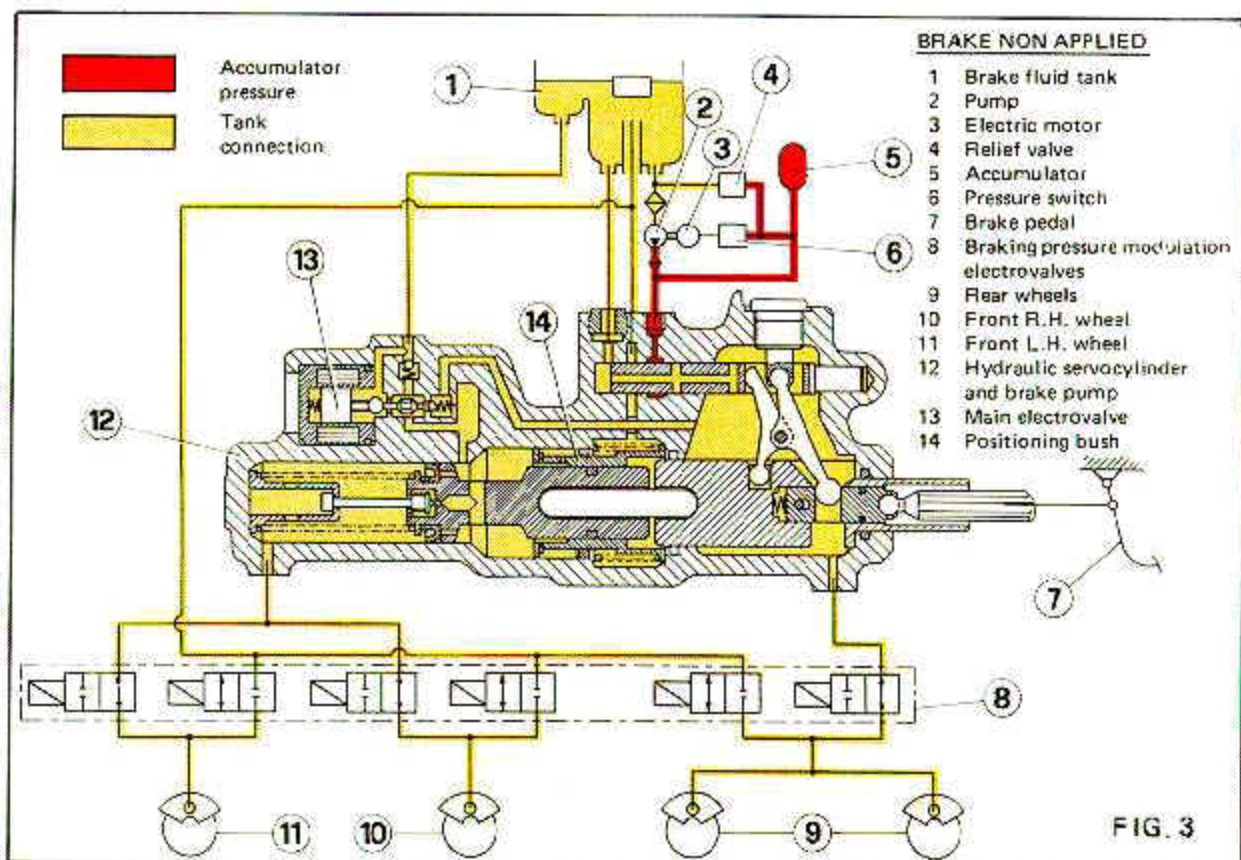 Accumulator
pressure
Tank
connection
BRAKE NON APPLIED
1 Brake fluid tank
2 Pump
3 Electric motor
4 Relief valve
5 Accumulator
6 Pressure switch
7 Brake pedal
8 Braking pressure modulation
electrovalves
9 Rear wheels
10 Front R.H. wheel
11 Front L.H. wheel
12 Hydraulic servocylinder
and brake pump
13 Main electrovalve
14 Positioning bush
1
2
3
4
5
6
13
14
12
7
8
11
10
9
FIG. 3